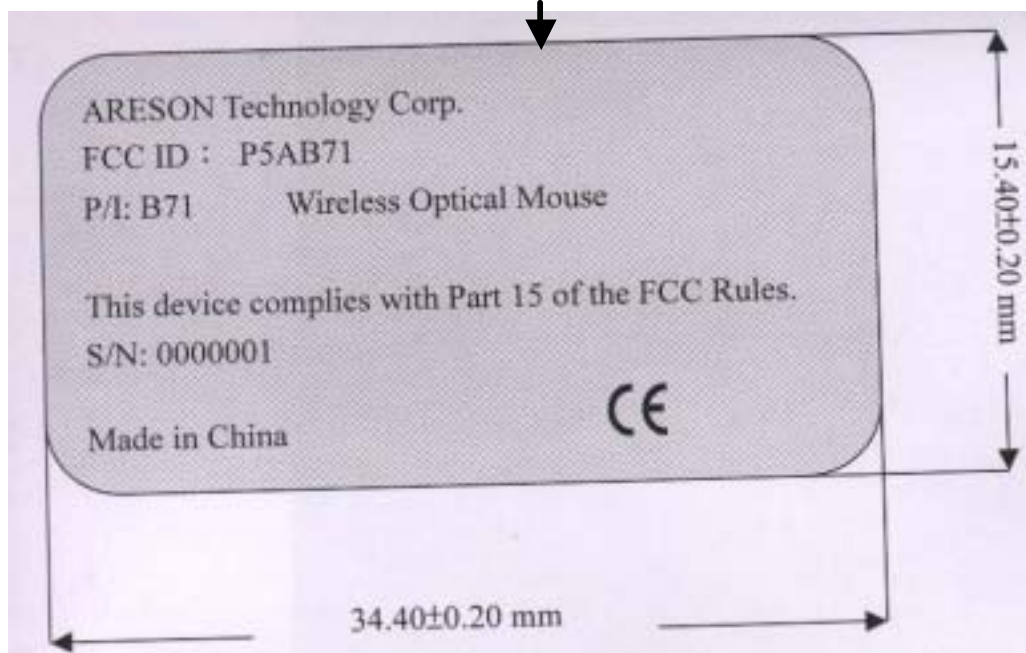 ARESON Technology Corp.
FCC ID : P5AB71
P/I: B71 Wireless Optical Mouse
This device complies with Part 15 of the FCC Rules.
S/N: 0000001
CE
Made in China
15.40±0.20 mm
34.40±0.20 mm